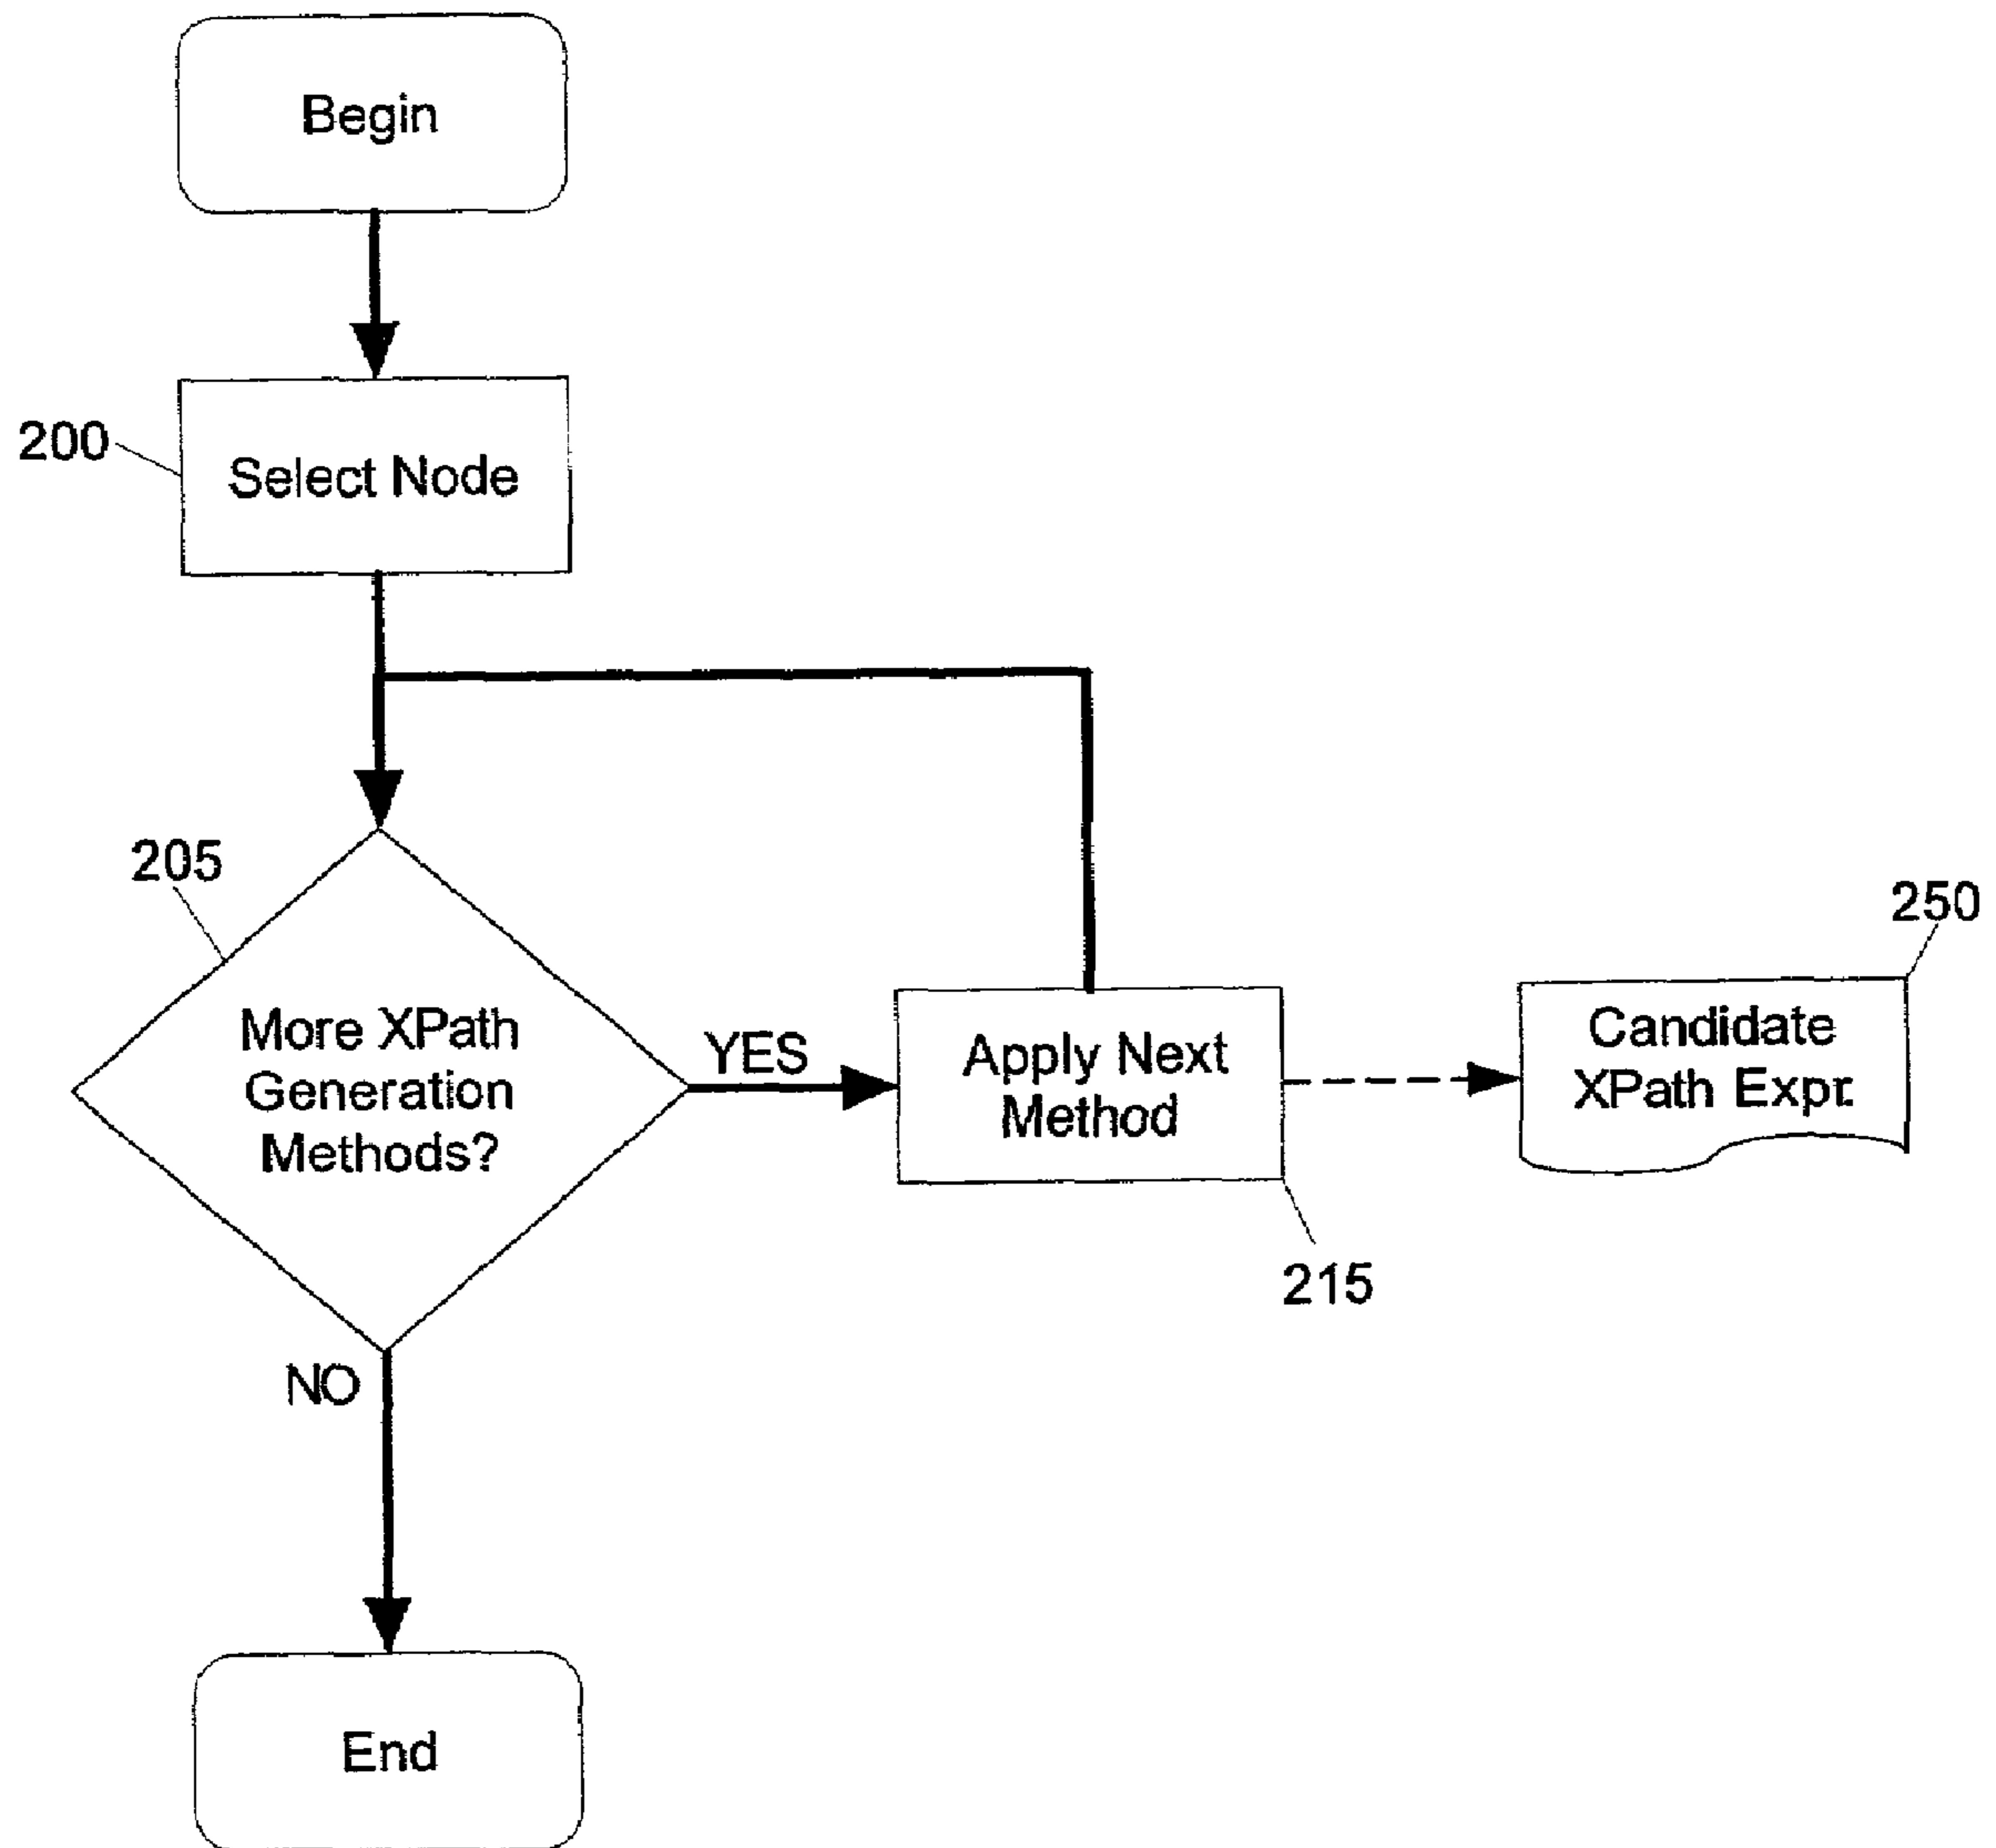 Begin
200
Select Node
205
More XPath
Generation
Methods?
YES
Apply Next
Method
215
250
Candidate
XPath Expr.
NO
End